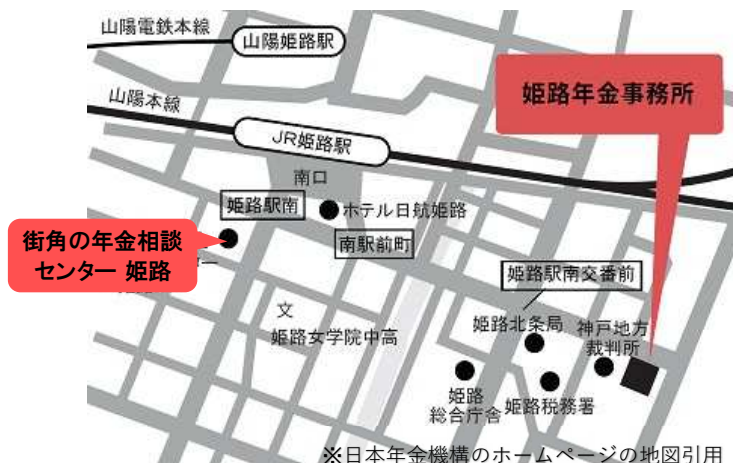 山陽電鉄本線
山陽姫路駅
山陽本線
JR姫路駅
姫路年金事務所
南口
姫路駅南
ホテル日航姫路
街角の年金相談
センター 姫路
ー
南駅前町
姫路駅南交番前
文
姫路女学院中高
姫路北条局
神戸地方
裁判所
姫路
総合庁舎
姫路税務署
※日本年金機構のホームページの地図引用